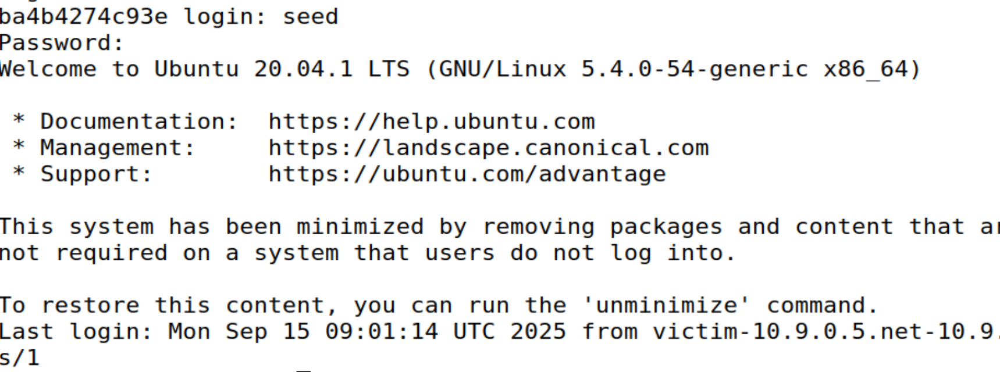 ba4b4274c93e login: seed
Password:
Welcome to Ubuntu 20.04.1 LTS (GNU/Linux 5.4.0-54-generic x86_64)
* Documentation:  https://help.ubuntu.com
* Management:     https://landscape.canonical.com
* Support:        https://ubuntu.com/advantage
This system has been minimized by removing packages and content that
not required on a system that users do not log into.
To restore this content, you can run the 'unminimize' command.
Last login: Mon Sep 15 09:01:14 UTC 2025 from victim-10.9.0.5.net-10.9.
s/1